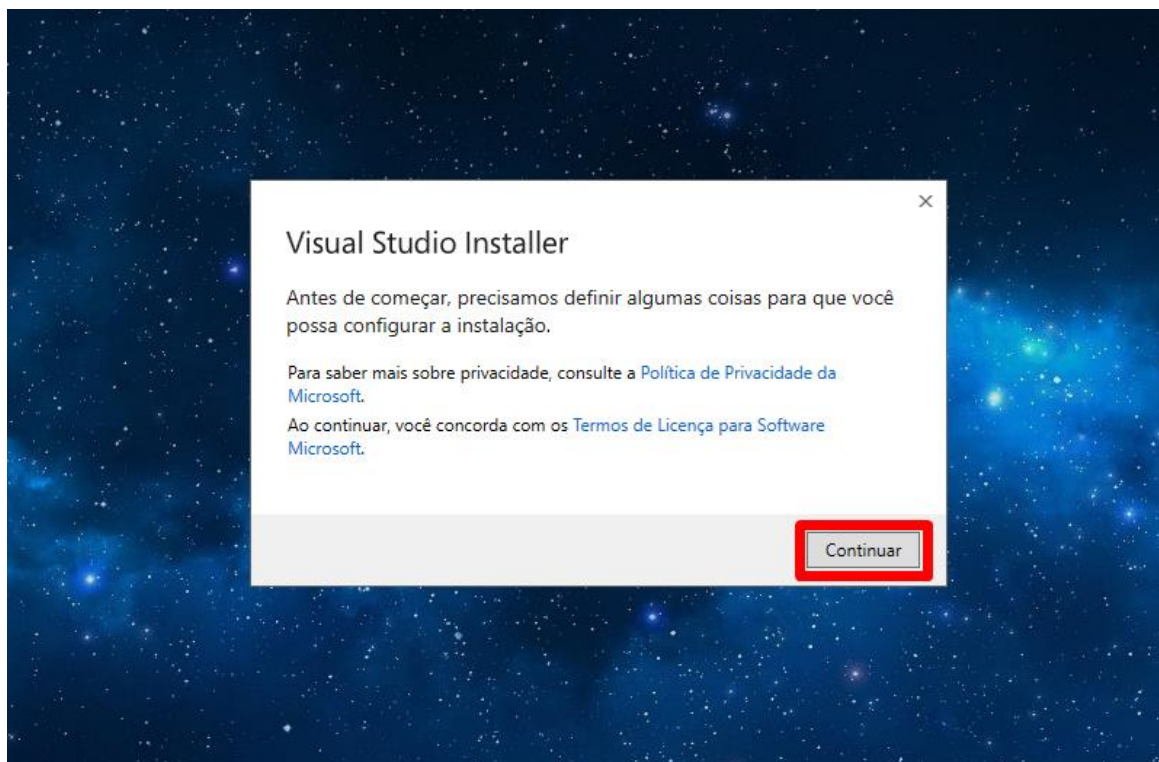 Visual Studio Installer
Antes de começar, precisamos definir algumas coisas para que você
possa configurar a instalação.
Para saber mais sobre privacidade, consulte a Política de Privacidade da
Microsoft.
Ao continuar, você concorda com os Termos de Licença para Software
Microsoft.
Continuar